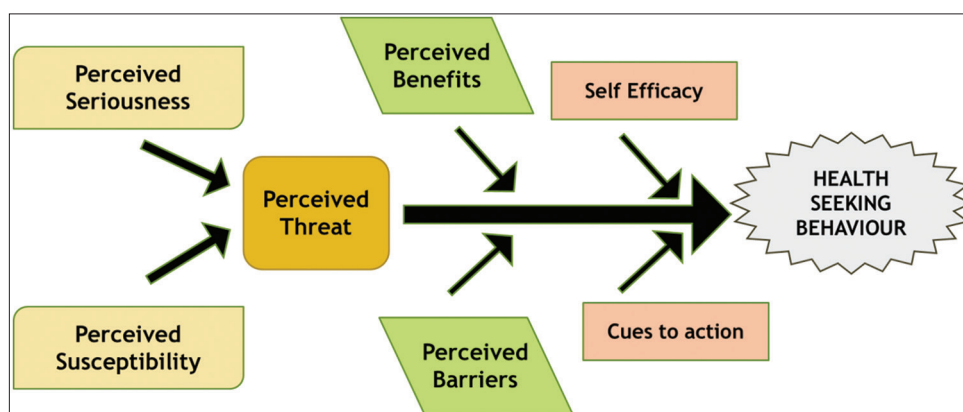 Perceived
Seriousness
Perceived
Benefits
Self Efficacy
Perceived
Threat
HEALTH
SEEKING
BEHAVIOUR
Perceived
Susceptibility
Perceived
Barriers
Cues to action